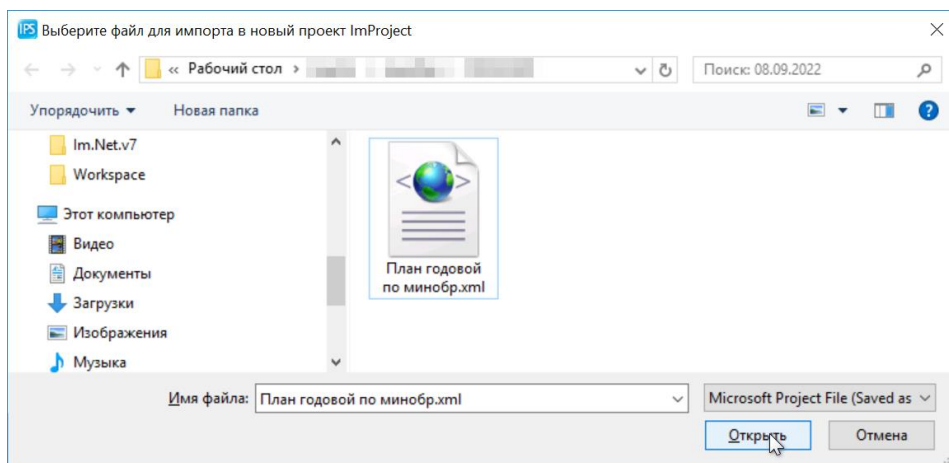 IPS Выберите файл для импорта в новый проект ImProject
« Рабочий стол >
Поиск: 08.09.2022
Упорядочить Новая папка
Im.Net.v7
Workspace
Этот компьютер
Видео
Документы
Загрузки
Изображения
Музыка
План годовой
по минобр.xml
Имя файла: План годовой по минобр.xml
Microsoft Project File (Saved as
Открыть Отмена